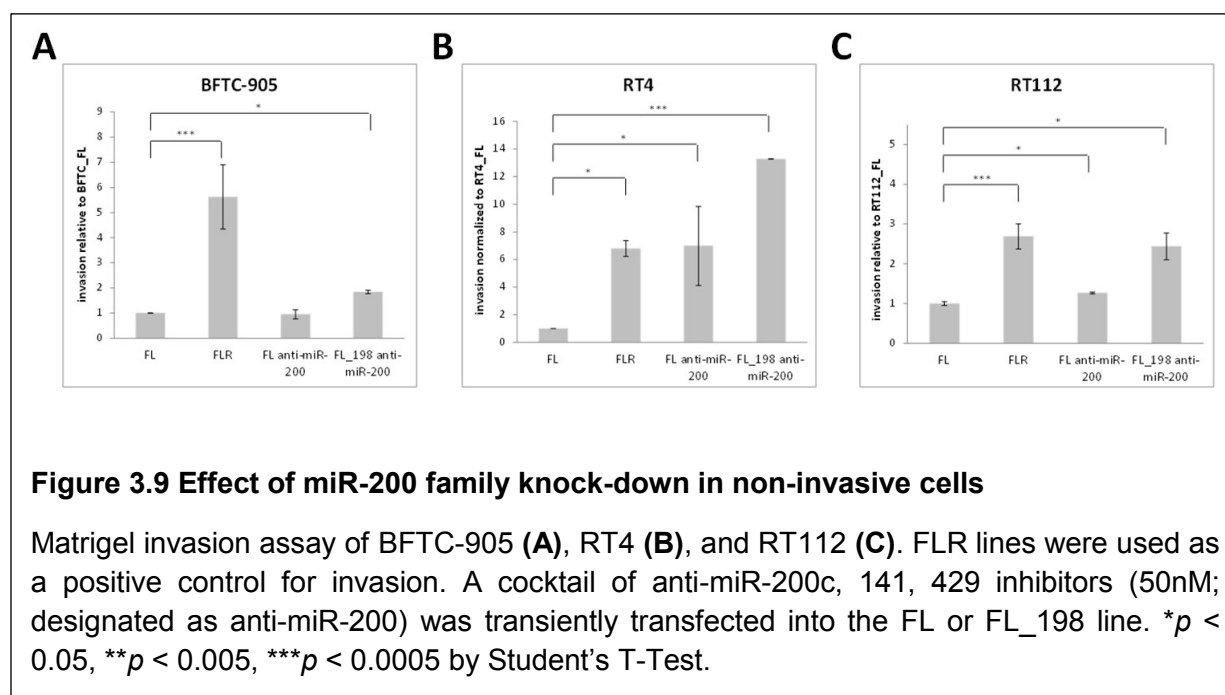 A
BFTC-905
invasion relative to BFTC_FL
9
8
7
6
5
4
3
2
1
0
*
***
FL
FLR
FL anti-miR-
200
FL_198 anti-
miR-200
B
RT4
invasion normalized to RT4_FL
16
14
12
10
8
6
4
2
0
***
*
*
FL
FLR
FL anti-miR-
200
FL_198 anti-
miR-200
C
RT112
invasion relative to RT112_FL
5
4
3
2
1
0
*
*
***
FL
FLR
FL anti-miR-
200
FL_198 anti-
miR-200
Figure 3.9 Effect of miR-200 family knock-down in non-invasive cells
Matrigel invasion assay of BFTC-905 (A), RT4 (B), and RT112 (C). FLR lines were used as
a positive control for invasion. A cocktail of anti-miR-200c, 141, 429 inhibitors (50nM;
designated as anti-miR-200) was transiently transfected into the FL or FL_198 line. *p <
0.05, **p < 0.005, ***p < 0.0005 by Student’s T-Test.